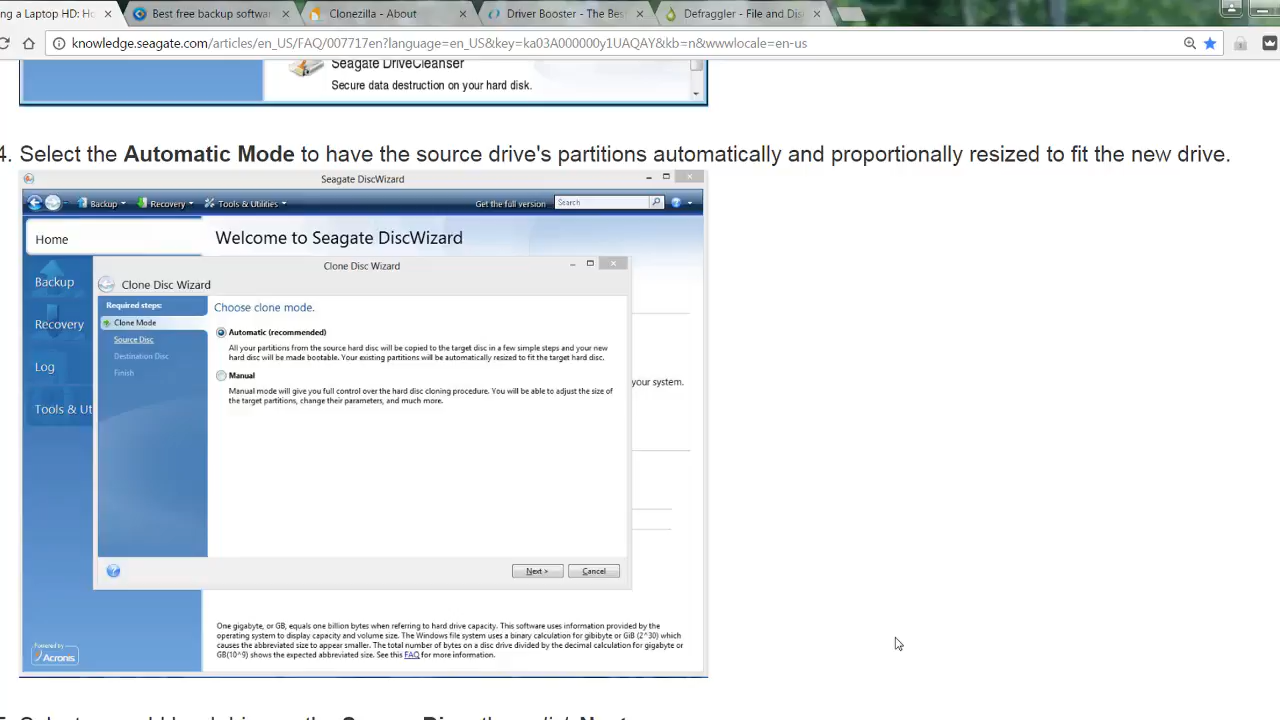 ng a Laptop HD: Ho
Best free backup softwa
Clonezilla - About
Driver Booster - The Bes
Defraggler - File and Dis
knowledge.seagate.com/articles/en_US/FAQ/007717en?language=en_US&key=ka03A000000y1UAQAY&kb=n&wwwlocale=en-us
Seagate DriveCleanser
Secure data destruction on your hard disk.
4. Select the Automatic Mode to have the source drive's partitions automatically and proportionally resized to fit the new drive.
Seagate DiscWizard
Backup Recovery Tools & Utilities Get the full version Search
Home
Welcome to Seagate DiscWizard
Clone Disc Wizard
Clone Disc Wizard
Backup
Required steps:
Choose clone mode.
Recovery
Clone Mode
Automatic (recommended)
Source Disc
All your partitions from the source hard disc will be copied to the target disc in a few simple steps and your new
Destination Disc
hard disc will be made bootable. Your existing partitions will be automatically resized to fit the target hard disc.
Log
Finish
Manual
your system.
Manual mode will give you full control over the hard disc cloning procedure. You will be able to adjust the size of
the target partitions, change their parameters, and much more.
Tools & Ut
Next > Cancel
One gigabyte, or GB, equals one billion bytes when referring to hard drive capacity. This software uses information provided by the
operating system to display capacity and volume size. The Windows file system uses a binary calculation for gibibyte or GiB (2^30) which
causes the abbreviated size to appear smaller. The total number of bytes on a disc drive divided by the decimal calculation for gigabyte or
GB(10^9) shows the expected abbreviated size. See this FAQ for more information.
Powered by
Acronis